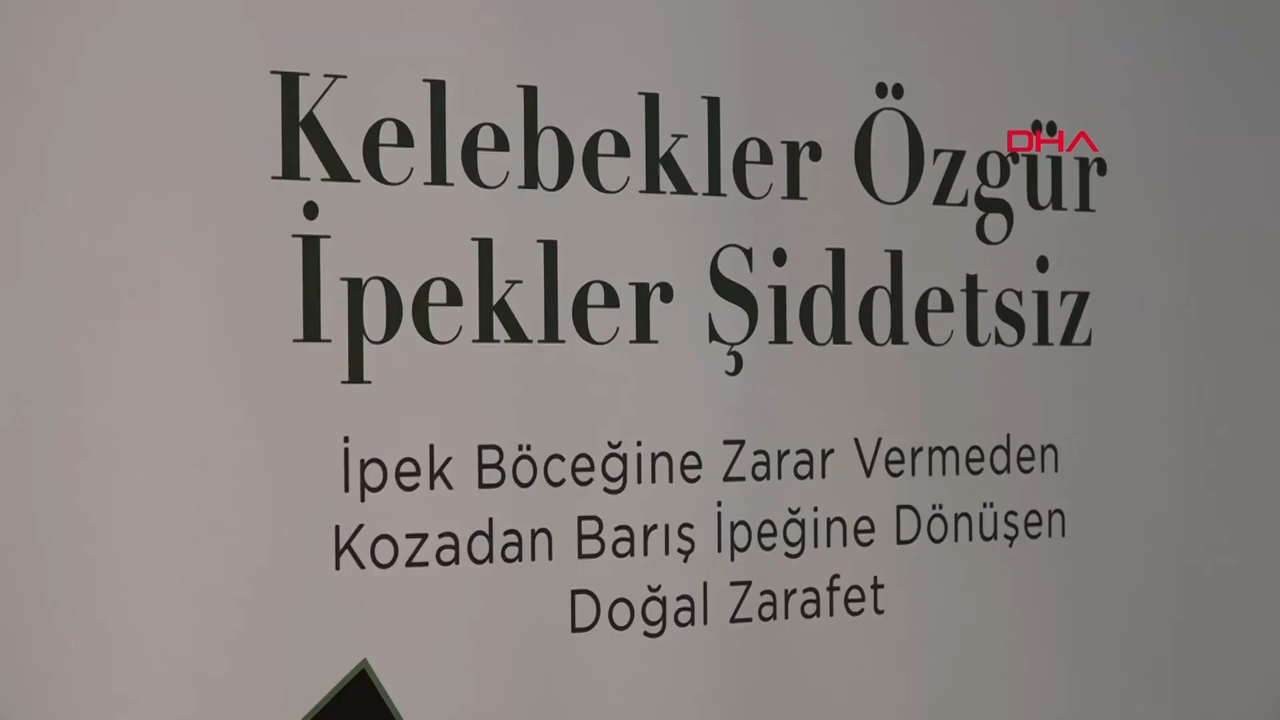 DHA
Kelebekler Özgür
İpekler Şiddetsiz
İpek Böceğine Zarar Vermeden
Kozadan Barış İpeğine Dönüşen
Doğal Zarafet